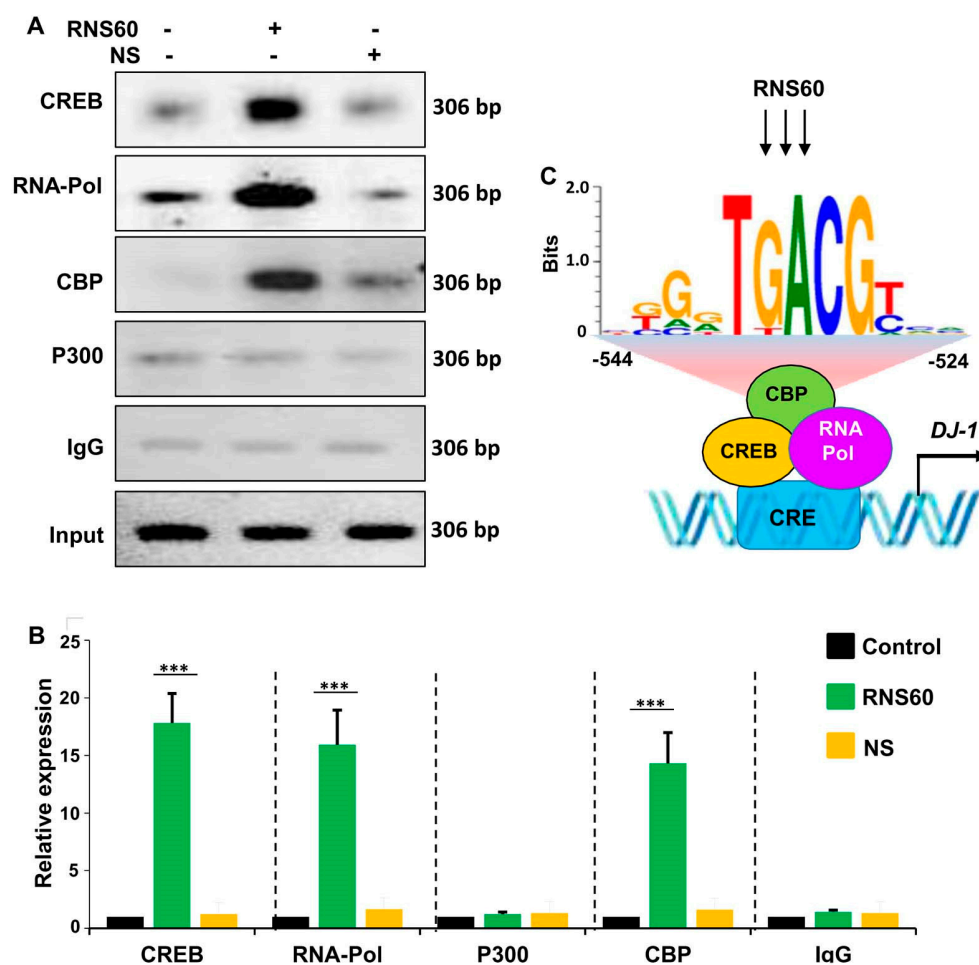 A
RNS60 - + -
NS - - +
CREB 306 bp
RNA-Pol 306 bp
CBP 306 bp
P300 306 bp
IgG 306 bp
Input 306 bp
RNS60
C
2.0
1.0
0
Bits
TGACG
-544 -524
CBP
CREB
RNA
Pol
DJ-1
CRE
B
25
20
15
10
5
0
Relative expression
*** *** ***
Control
RNS60
NS
CREB RNA-Pol P300 CBP IgG